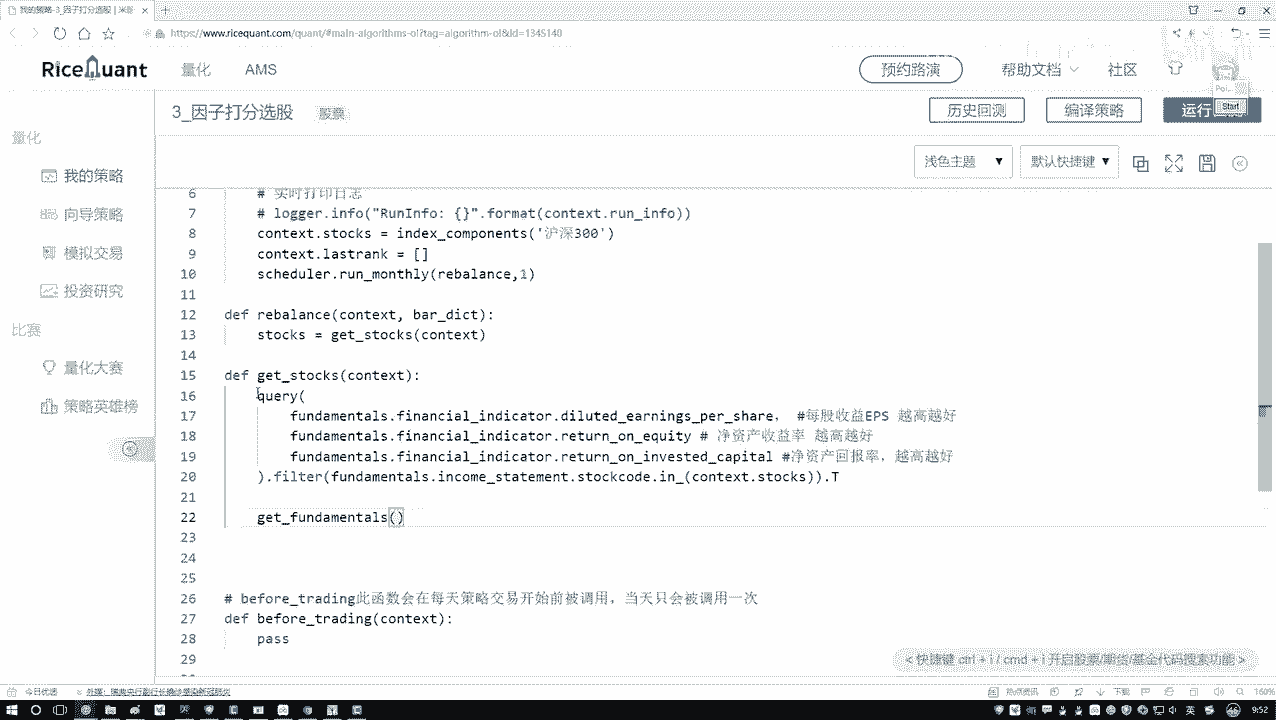 我的策略-3_因子打分选股 | 米
https://www.ricequant.com/quant/#main-algorithms-ol?tag=algorithm-ol&id=1345140
RiceQuant 量化 AMS 预约路演 帮助文档 社区
Start
3_因子打分选股 股票 历史回测 编译策略 运行
量化
浅色主题 默认快捷键
我的策略
向导策略
模拟交易
投资研究
比赛
量化大赛
策略英雄榜
6 # 实时打印日志
7 # logger.info("RunInfo: {}".format(context.run_info))
8 context.stocks = index_components('沪深300')
9 context.lastrank = []
10 scheduler.run_monthly(rebalance,1)
11
12 def rebalance(context, bar_dict):
13 stocks = get_stocks(context)
14
15 def get_stocks(context):
16 query(
17 fundamentals.financial_indicator.diluted_earnings_per_share， #每股收益EPS 越高越好
18 fundamentals.financial_indicator.return_on_equity # 净资产收益率 越高越好
19 fundamentals.financial_indicator.return_on_invested_capital #净资产回报率，越高越好
20 ).filter(fundamentals.income_statement.stockcode.in_(context.stocks)).T
21
22 get_fundamentals()
23
24
25
26 # before_trading此函数会在每天策略交易开始前被调用，当天只会被调用一次
27 def before_trading(context):
28 pass
29
< 快捷键 ctrl + i / cmd + i 开启股票/期货/基金代码搜索功能 >
今日优选
热点资讯 下载 160%
英 9:52